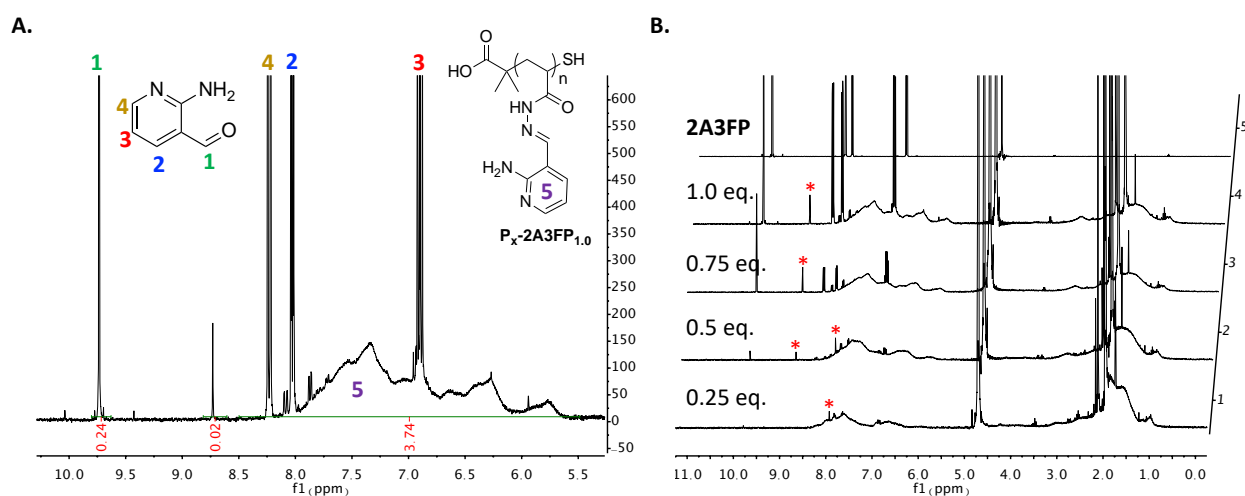 A.
1
4
2
3
N
NH2
4
3
2
O
1
O
HO
( )n
SH
O
HN
N
H2N
N
5
Px-2A3FP1.0
5
600
550
500
450
400
350
300
250
200
150
100
50
0
-50
0.24
0.02
3.74
10.0 9.5 9.0 8.5 8.0 7.5 7.0 6.5 6.0 5.5
f1(ppm)
B.
2A3FP
1.0 eq.
*
0.75 eq.
*
0.5 eq.
* *
0.25 eq.
*
5
3
2
1
11.0 10.0 9.0 8.0 7.0 6.0 5.0 4.0 3.0 2.0 1.0 0.0
f1(ppm)